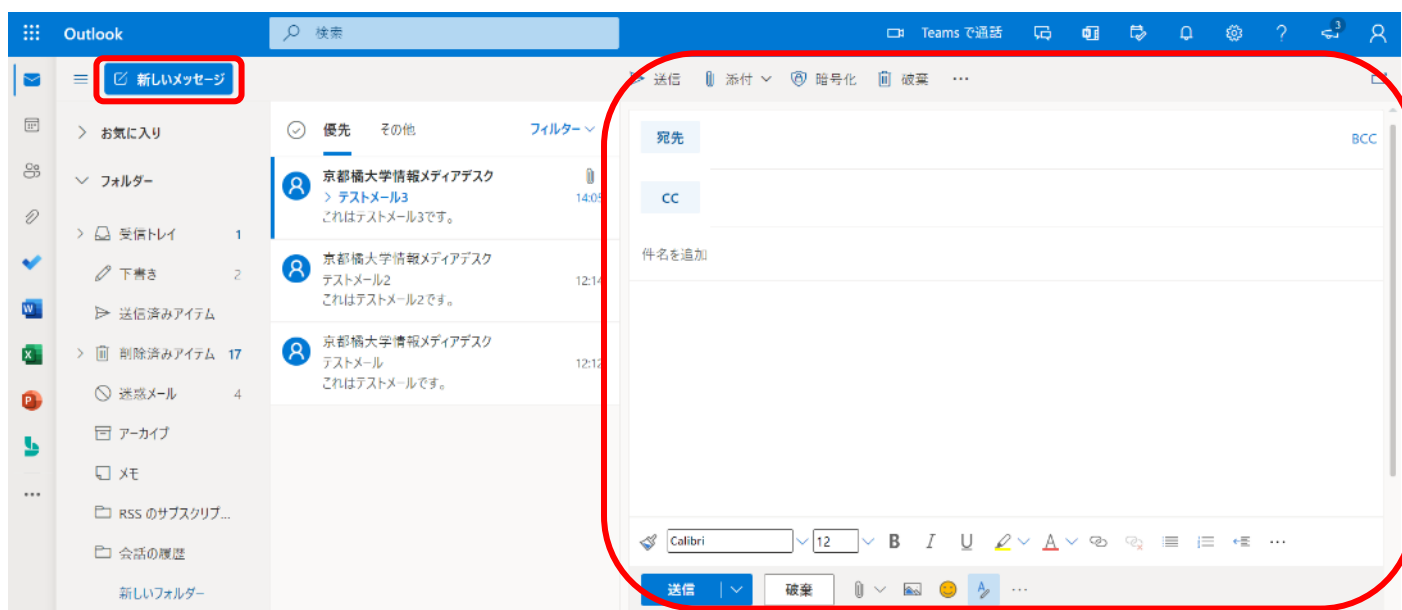 Outlook
検索
Teams で通話
3
新しいメッセージ
送信 添付 暗号化 破棄 …
お気に入り
フォルダー
受信トレイ 1
下書き 2
送信済みアイテム
削除済みアイテム 17
迷惑メール 4
アーカイブ
メモ
RSS のサブスクリプ...
会話の履歴
新しいフォルダー
優先 その他 フィルター
京都橘大学情報メディアデスク
> テストメール3 14:05
これはテストメール3です。
京都橘大学情報メディアデスク
テストメール2 12:14
これはテストメール2です。
京都橘大学情報メディアデスク
テストメール 12:12
これはテストメールです。
宛先 BCC
CC
件名を追加
Calibri 12 B I U A …
送信 破棄 …